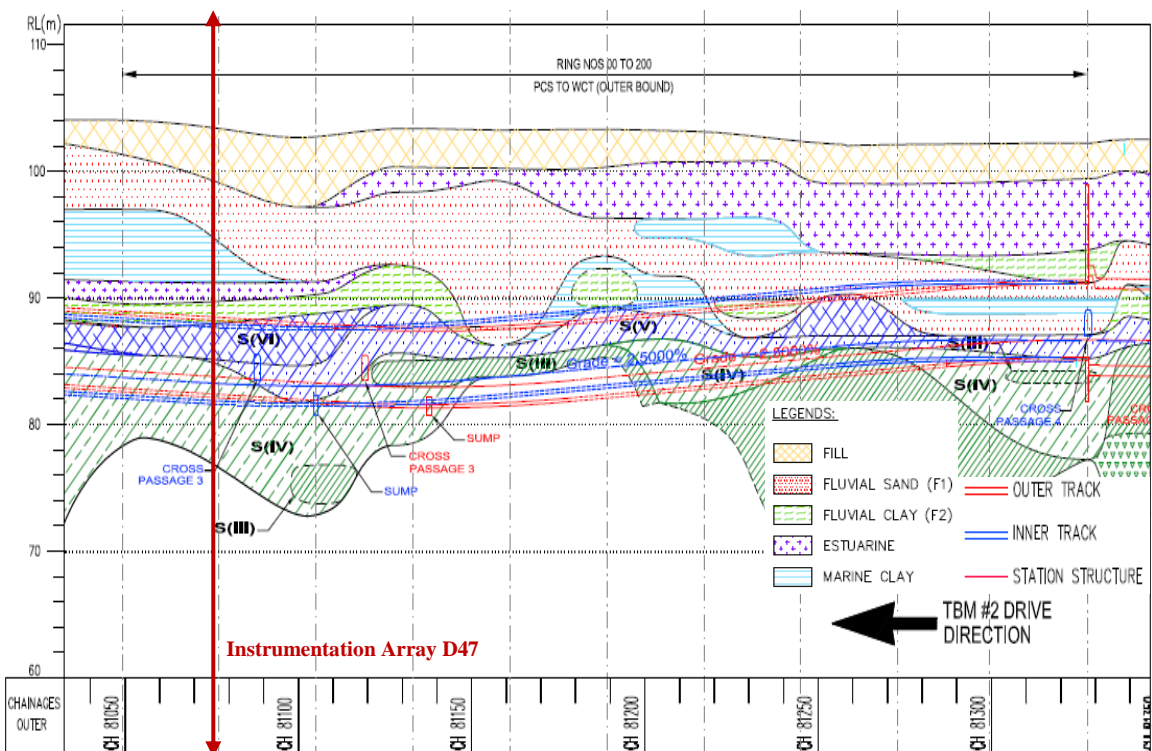 RL(m)
110
100
90
80
70
60
RING NOS 00 TO 200
PCS TO WCT (OUTER BOUND)
S(VI)
S(V)
S(III)
Grade
S(IV)
S(III)
S(IV)
S(IV)
S(III)
CROSS
PASSAGE 3
SUMP
CROSS
PASSAGE 3
SUMP
CROSS
PASSAGE 4
LEGENDS:
FILL
FLUVIAL SAND (F1)
FLUVIAL CLAY (F2)
ESTUARINE
MARINE CLAY
OUTER TRACK
INNER TRACK
STATION STRUCTURE
TBM #2 DRIVE
DIRECTION
Instrumentation Array D47
CHAINAGES
OUTER
CH 81050
CH 81100
CH 81150
CH 81200
CH 81250
CH 81300